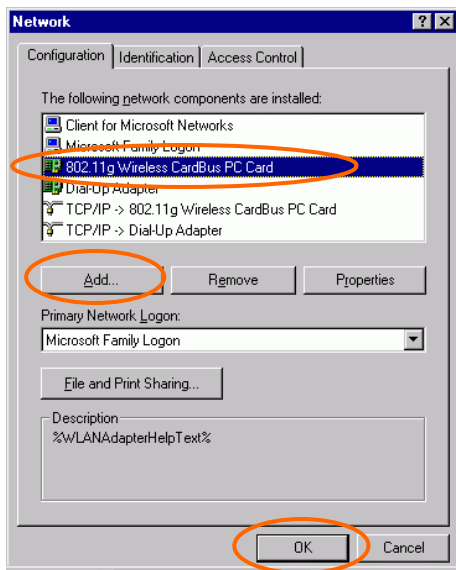 Network
Configuration Identification Access Control
The following network components are installed:
Client for Microsoft Networks
Microsoft Family Logon
802.11g Wireless CardBus PC Card
Dial-Up Adapter
TCP/IP -> 802.11g Wireless CardBus PC Card
TCP/IP -> Dial-Up Adapter
Add... Remove Properties
Primary Network Logon:
Microsoft Family Logon
File and Print Sharing...
Description
%WLANAdapterHelpText%
OK Cancel